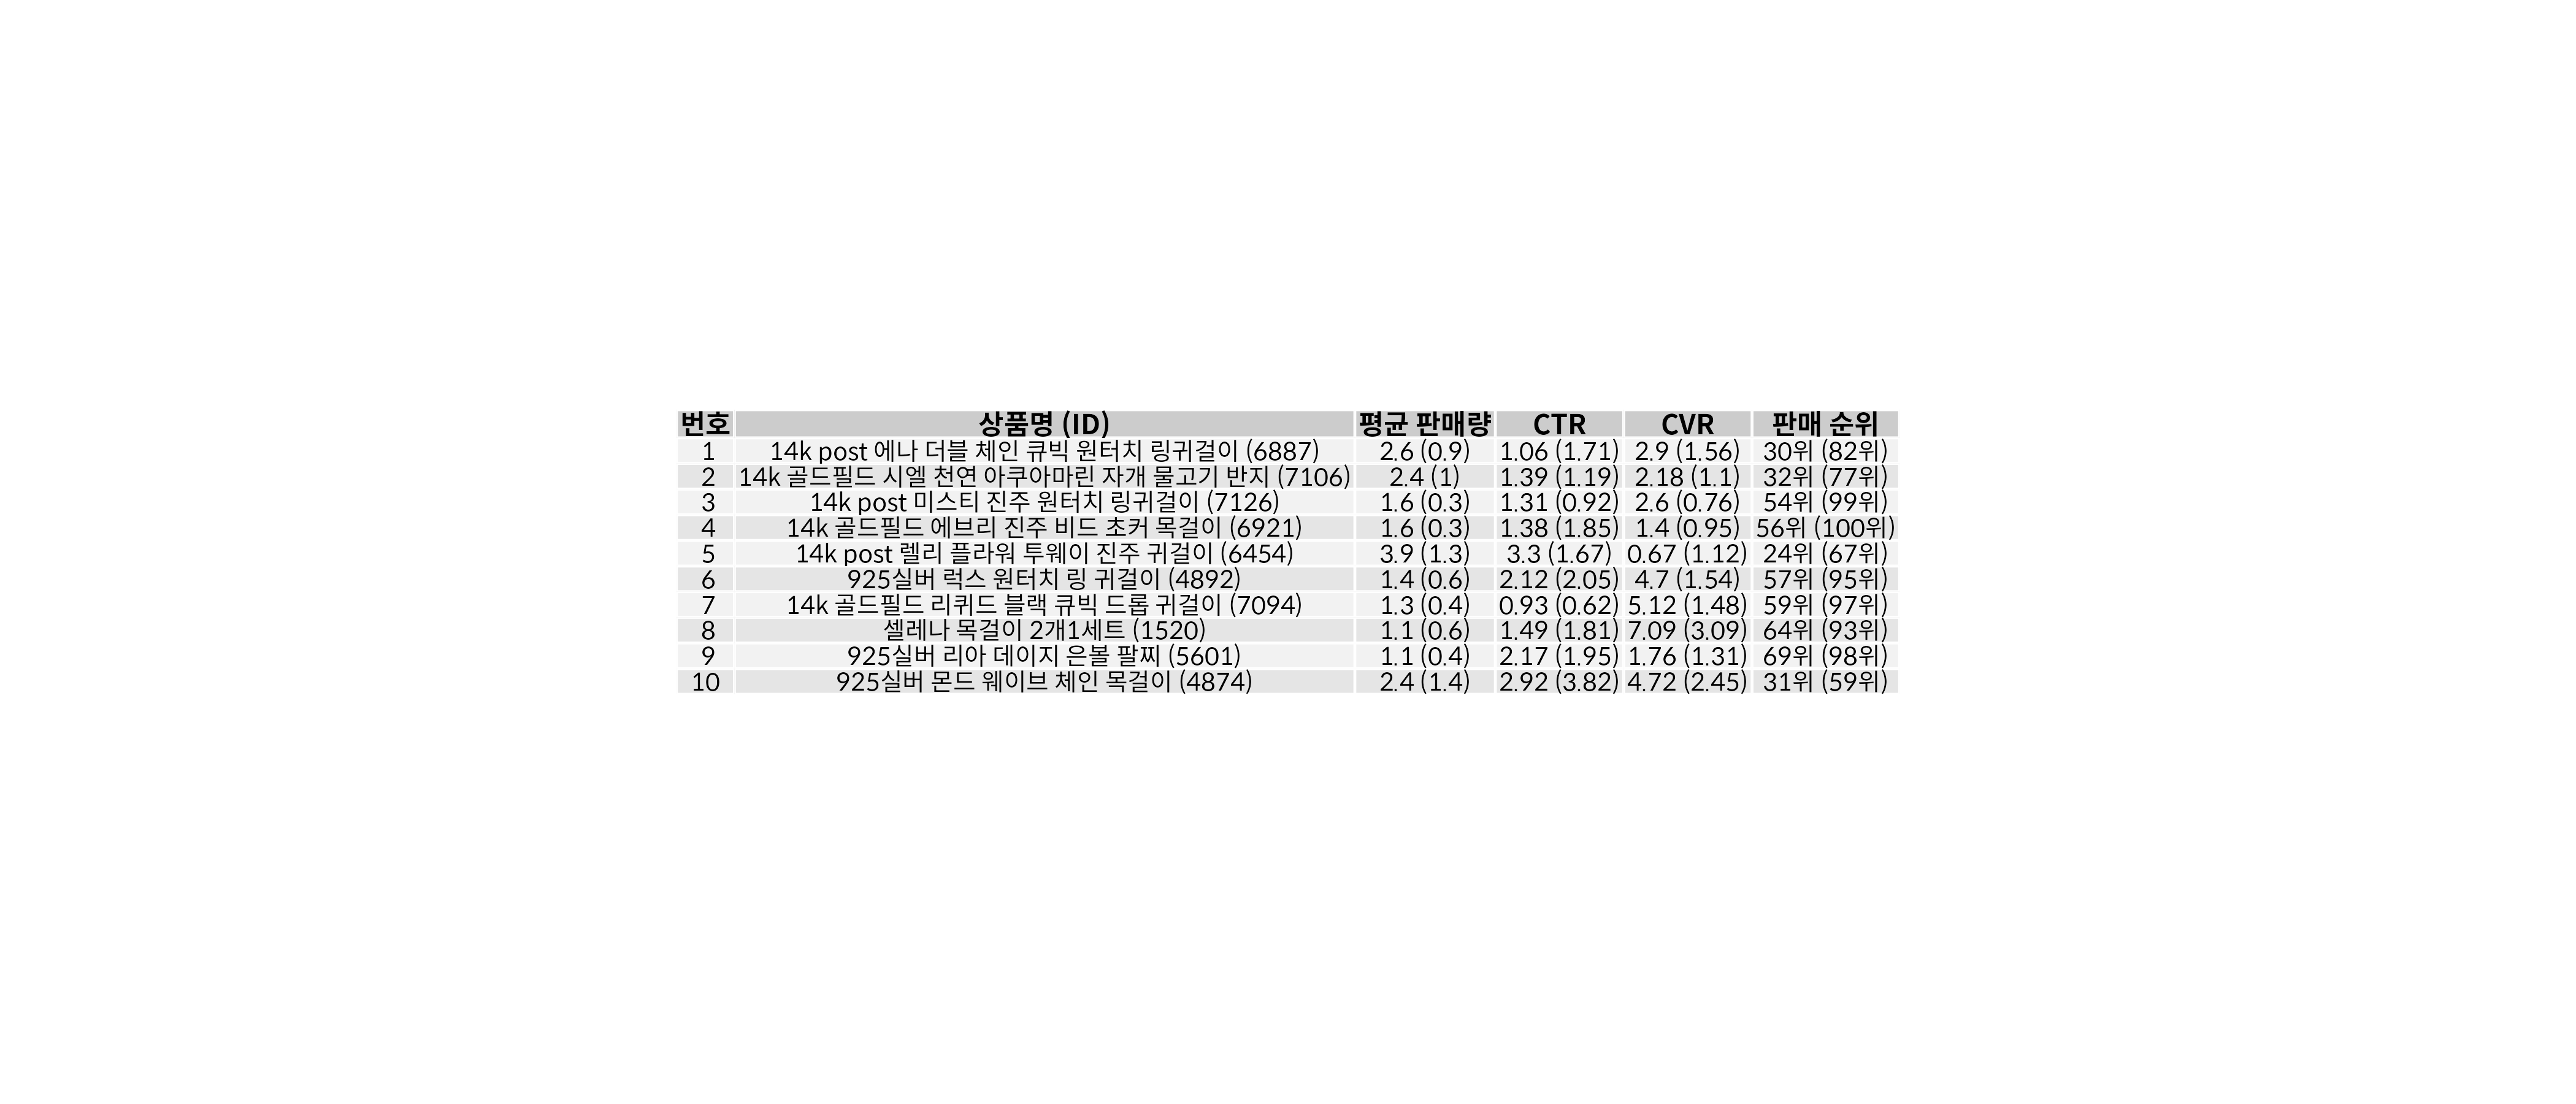 번호 상품명 (ID) 평균 판매량 CTR CVR 판매 순위
1 14k post 에나 더블 체인 큐빅 원터치 링귀걸이 (6887) 2.6 (0.9) 1.06 (1.71) 2.9 (1.56) 30위 (82위)
2 14k 골드필드 시엘 천연 아쿠아마린 자개 물고기 반지 (7106) 2.4 (1) 1.39 (1.19) 2.18 (1.1) 32위 (77위)
3 14k post 미스티 진주 원터치 링귀걸이 (7126) 1.6 (0.3) 1.31 (0.92) 2.6 (0.76) 54위 (99위)
4 14k 골드필드 에브리 진주 비드 초커 목걸이 (6921) 1.6 (0.3) 1.38 (1.85) 1.4 (0.95) 56위 (100위)
5 14k post 렐리 플라워 투웨이 진주 귀걸이 (6454) 3.9 (1.3) 3.3 (1.67) 0.67 (1.12) 24위 (67위)
6 925실버 럭스 원터치 링 귀걸이 (4892) 1.4 (0.6) 2.12 (2.05) 4.7 (1.54) 57위 (95위)
7 14k 골드필드 리퀴드 블랙 큐빅 드롭 귀걸이 (7094) 1.3 (0.4) 0.93 (0.62) 5.12 (1.48) 59위 (97위)
8 셀레나 목걸이 2개1세트 (1520) 1.1 (0.6) 1.49 (1.81) 7.09 (3.09) 64위 (93위)
9 925실버 리아 데이지 은볼 팔찌 (5601) 1.1 (0.4) 2.17 (1.95) 1.76 (1.31) 69위 (98위)
10 925실버 몬드 웨이브 체인 목걸이 (4874) 2.4 (1.4) 2.92 (3.82) 4.72 (2.45) 31위 (59위)